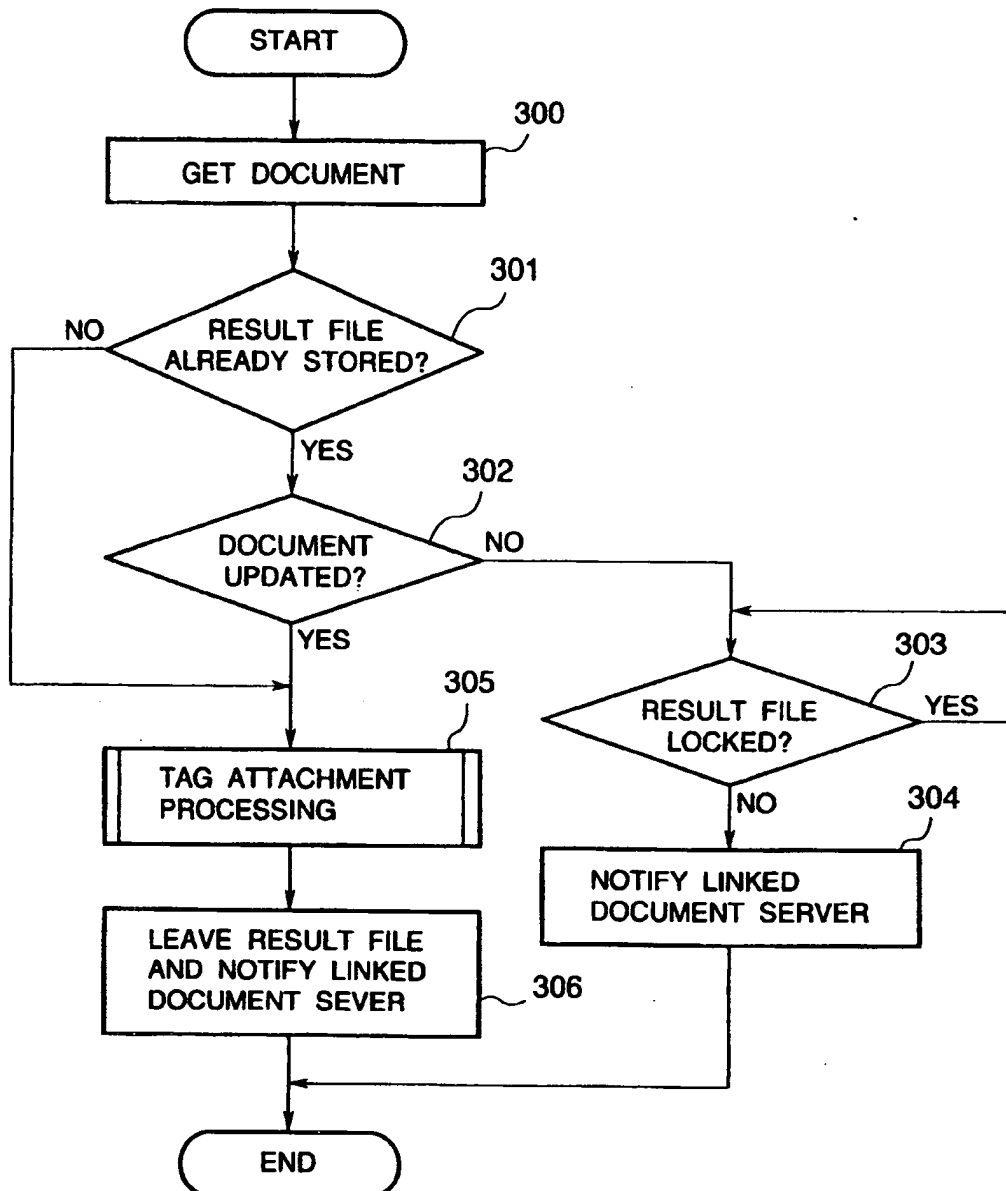 START
300
GET DOCUMENT
301
NO
RESULT FILE
ALREADY STORED?
YES
302
DOCUMENT
UPDATED?
NO
YES
303
RESULT FILE
LOCKED?
YES
NO
305
TAG ATTACHMENT
PROCESSING
304
NOTIFY LINKED
DOCUMENT SERVER
LEAVE RESULT FILE
AND NOTIFY LINKED
DOCUMENT SEVER
306
END